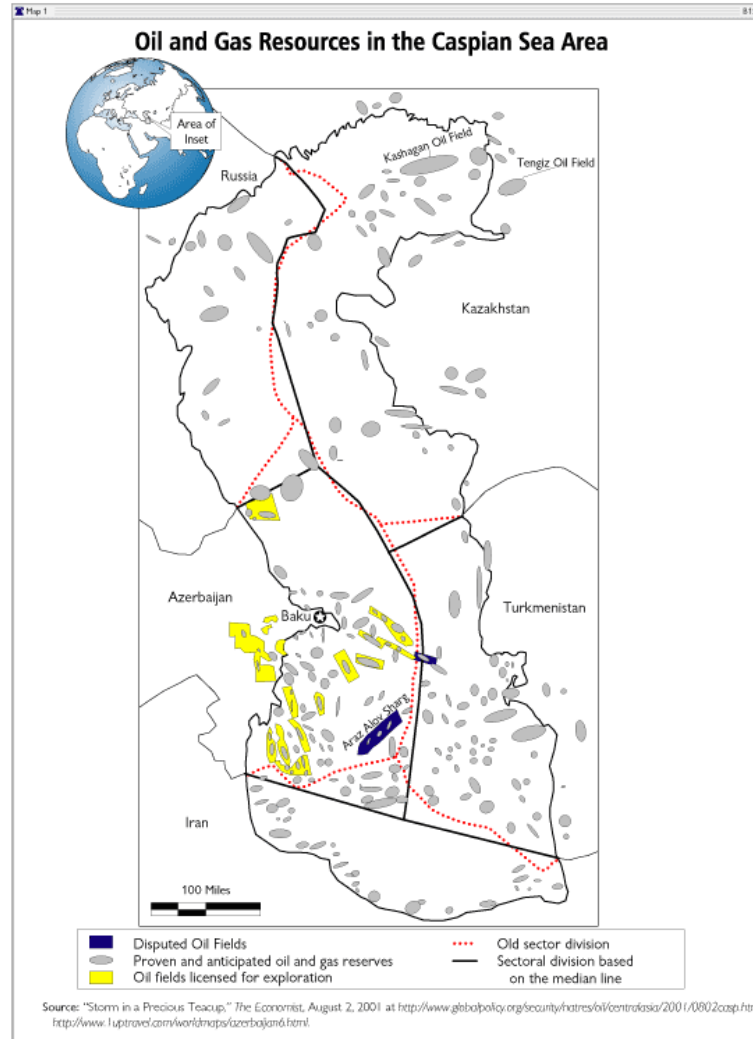 Map 1
Oil and Gas Resources in the Caspian Sea Area
Area of
Inset
Russia
Kashagan Oil Field
Tengiz Oil Field
Kazakhstan
Azerbaijan
Baku
Turkmenistan
Araz Alov Sharg
Iran
100 Miles
Disputed Oil Fields
Proven and anticipated oil and gas reserves
Oil fields licensed for exploration
Old sector division
Sectoral division based
on the median line
Source: "Storm in a Precious Teacup," The Economist, August 2, 2001 at http://www.globalpolicy.org/security/natres/oil/centralasia/2001/0802casp.htm
http://www.1uptravel.com/worldmaps/azerbaijan6.html.